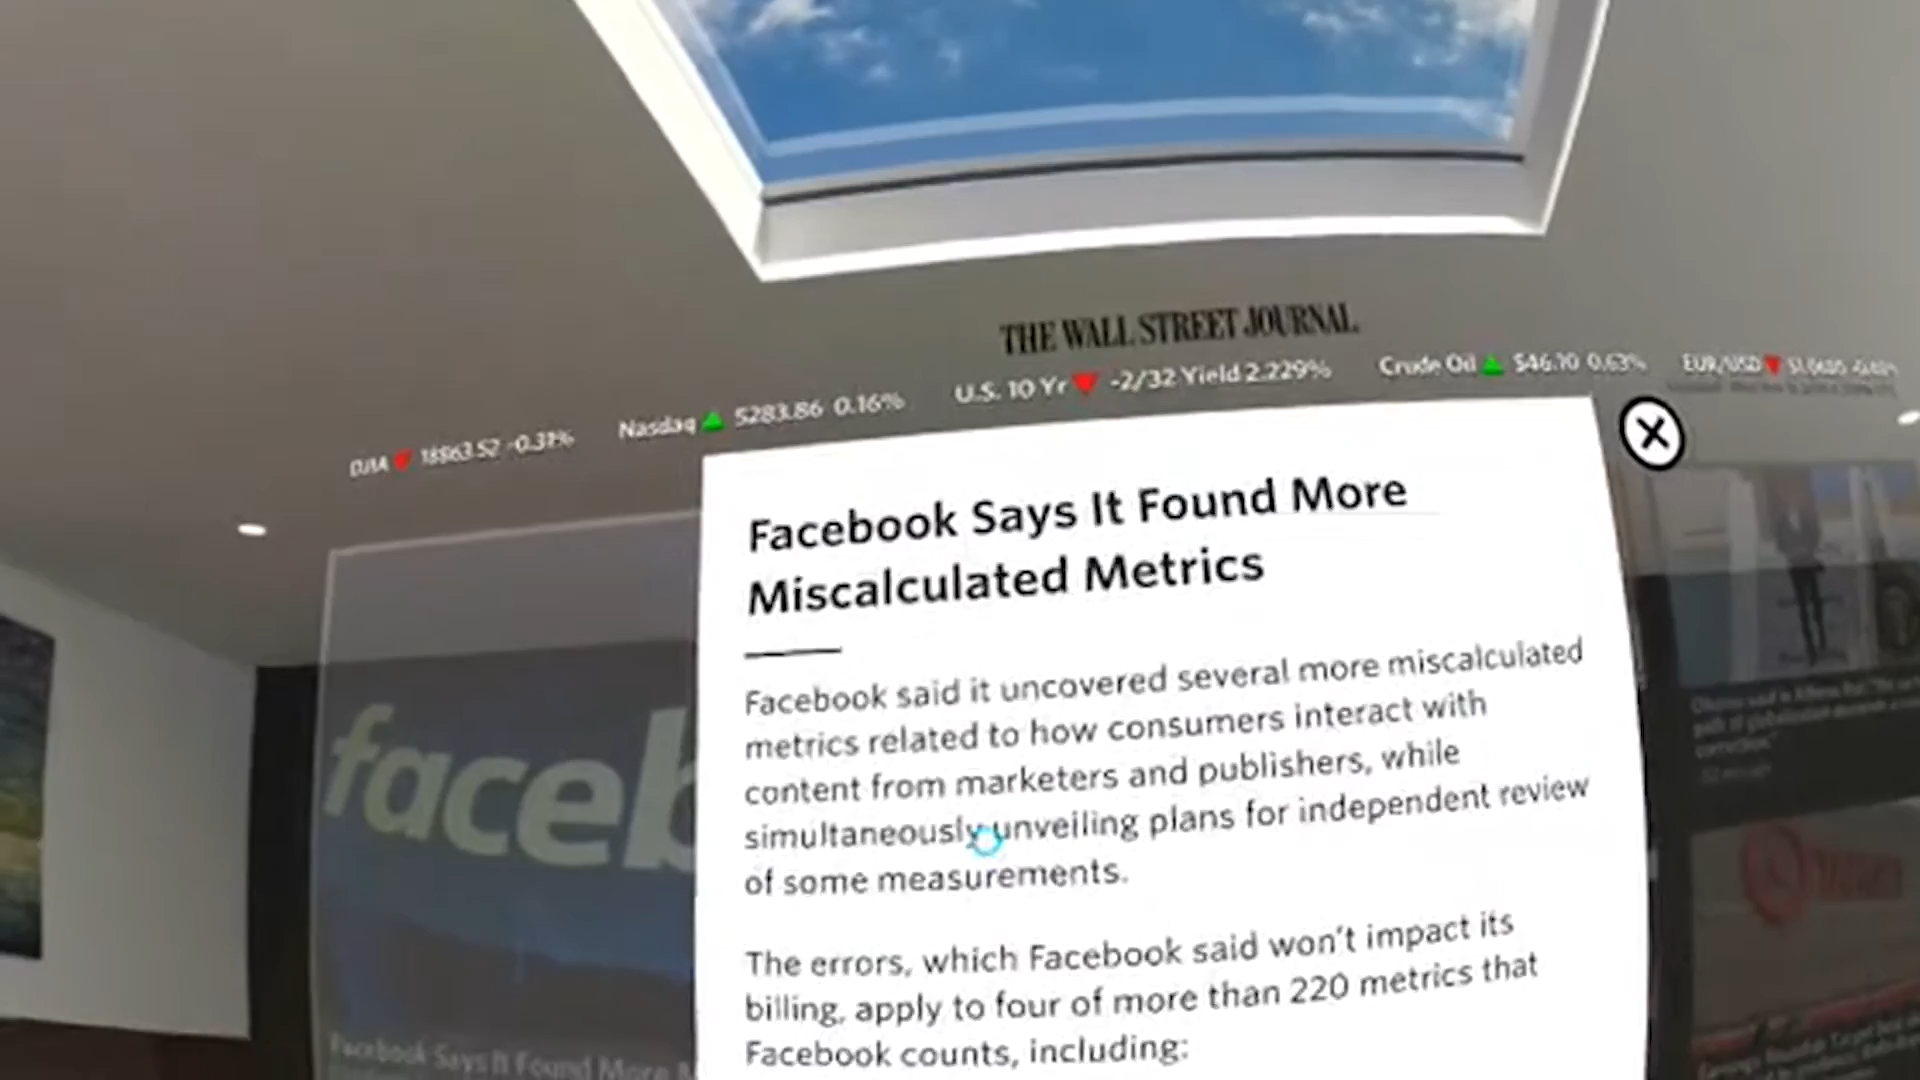 THE WALL STREET JOURNAL.
DJIA 18863.52 -0.31% Nasdaq 5283.86 0.16% U.S. 10 Yr -2/32 Yield 2.229% Crude Oil $46.10 0.63% EUR/USD
Facebook Says It Found More
Miscalculated Metrics
Facebook said it uncovered several more miscalculated
metrics related to how consumers interact with
content from marketers and publishers, while
simultaneously unveiling plans for independent review
of some measurements.
The errors, which Facebook said won't impact its
billing, apply to four of more than 220 metrics that
Facebook counts, including:
faceb
Facebook Says It Found More M